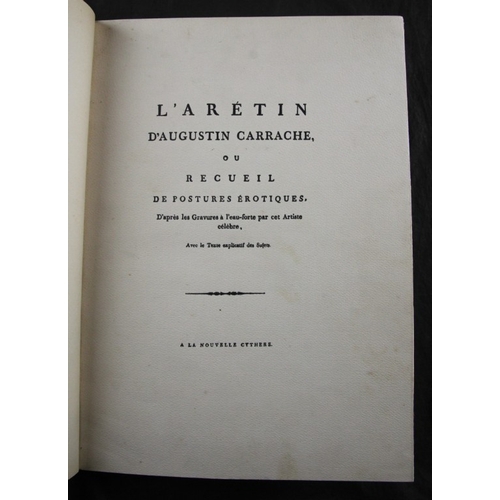 L'ARÉTIN
D'AUGUSTIN CARRACHE,
OU
RECUEIL
DE POSTURES ÉROTIQUES,
D'après les Gravures à l'eau-forte par cet Artiste
célèbre,
Avec le Texte explicatif des Sujets.
A LA NOUVELLE CYTHERE.